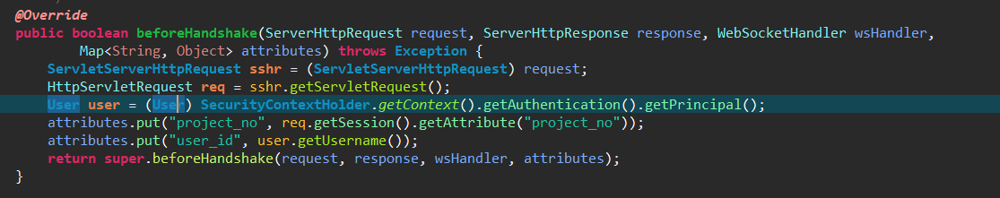 @Override
public boolean beforeHandshake(ServerHttpRequest request, ServerHttpResponse response, WebSocketHandler wsHandler,
Map<String, Object> attributes) throws Exception {
ServletServerHttpRequest sshr = (ServletServerHttpRequest) request;
HttpServletRequest req = sshr.getServletRequest();
User user = (User) SecurityContextHolder.getContext().getAuthentication().getPrincipal();
attributes.put("project_no", req.getSession().getAttribute("project_no"));
attributes.put("user_id", user.getUsername());
return super.beforeHandshake(request, response, wsHandler, attributes);
}